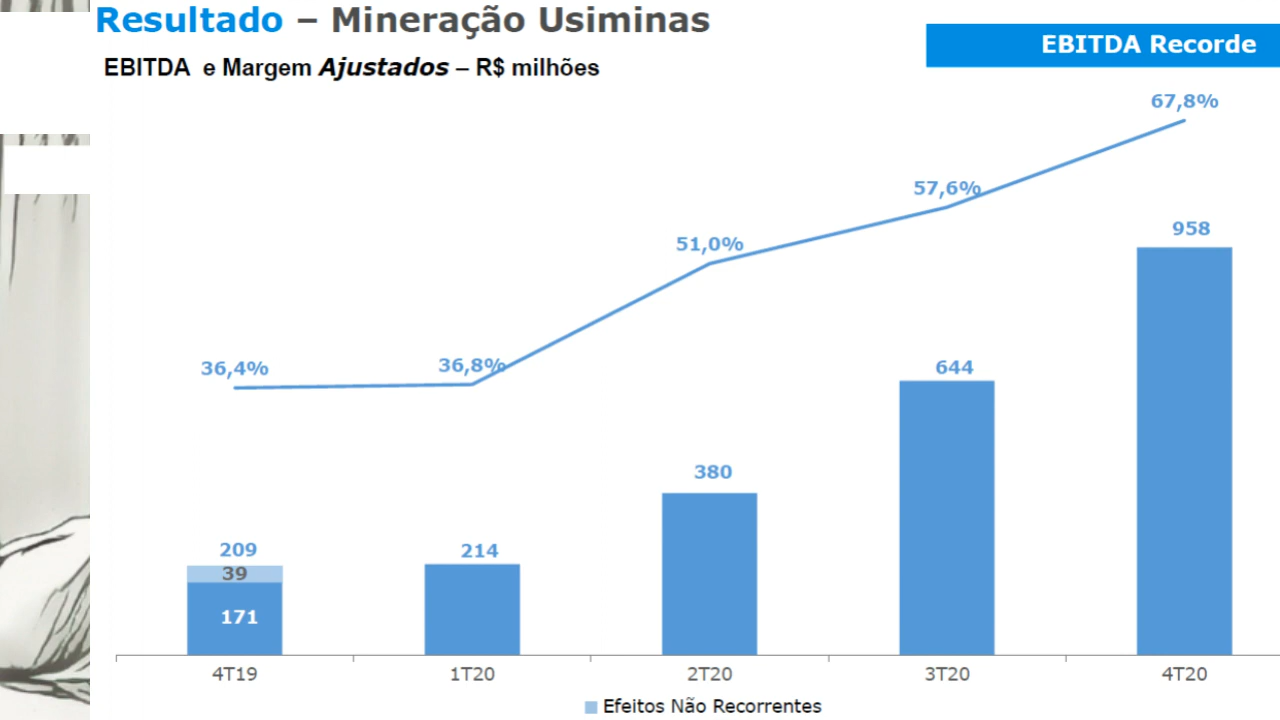 Resultado – Mineração Usiminas
EBITDA Recorde
EBITDA e Margem Ajustados – R$ milhões
67,8%
57,6%
958
51,0%
36,4%
36,8%
644
380
209
214
39
171
4T19
1T20
2T20
3T20
4T20
Efeitos Não Recorrentes